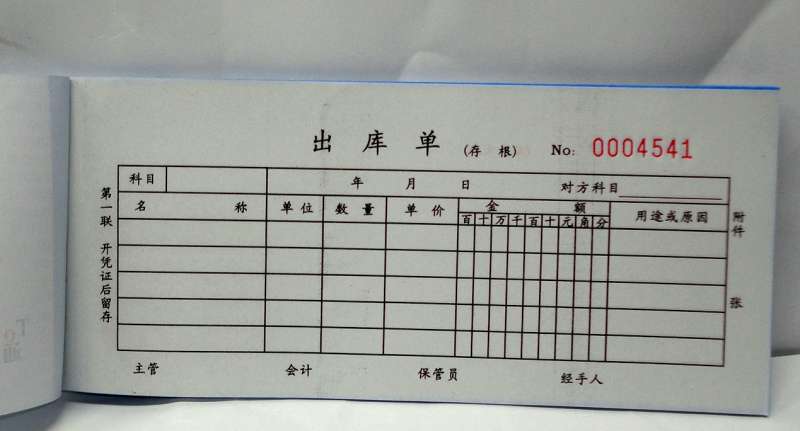 出库单 (存根) No: 0004541
科目 年 月 日 对方科目
名称 单位 数量 单价 金额 用途或原因
百十万千百十元角分
第一联 开凭证后留存
附件 张
主管 会计 保管员 经手人